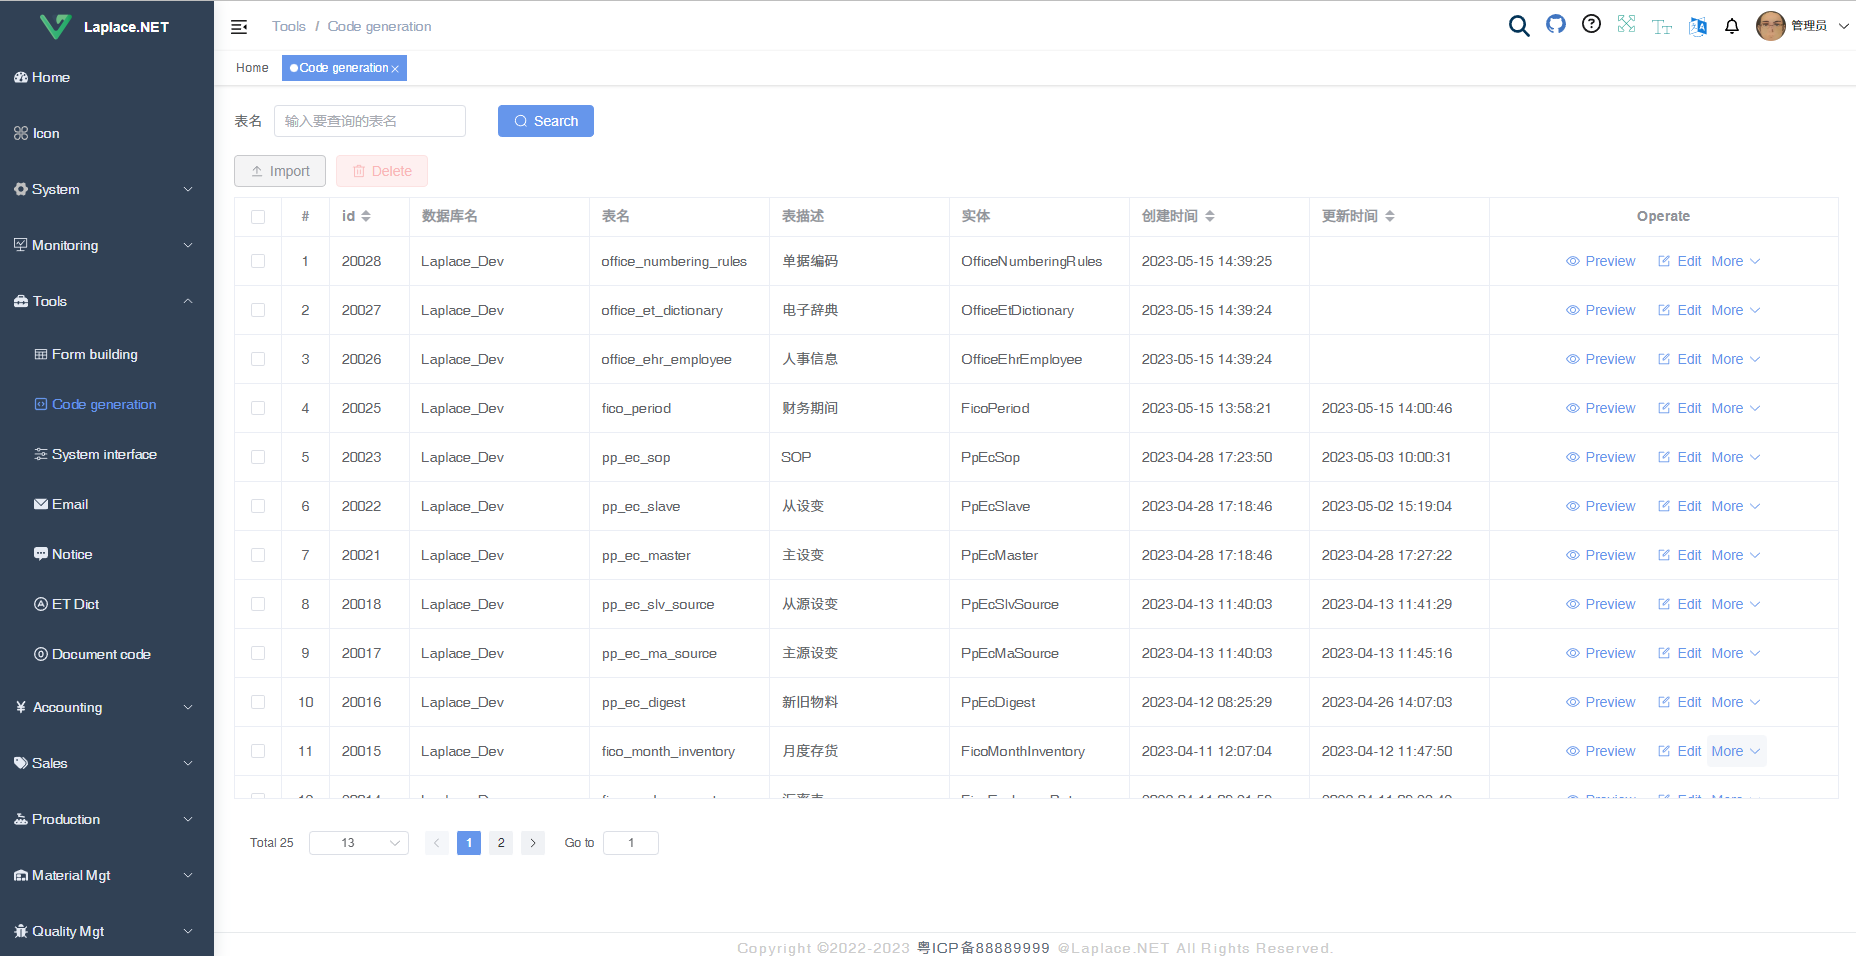 Laplace.NET
Tools / Code generation
管理员
Home
Code generation
Home
Icon
System
Monitoring
Tools
Form building
Code generation
System interface
Email
Notice
ET Dict
Document code
Accounting
Sales
Production
Material Mgt
Quality Mgt
表名 输入要查询的表名 Search
Import Delete
# id 数据库名 表名 表描述 实体 创建时间 更新时间 Operate
1 20028 Laplace_Dev office_numbering_rules 单据编码 OfficeNumberingRules 2023-05-15 14:39:25 Preview Edit More
2 20027 Laplace_Dev office_et_dictionary 电子辞典 OfficeEtDictionary 2023-05-15 14:39:24 Preview Edit More
3 20026 Laplace_Dev office_ehr_employee 人事信息 OfficeEhrEmployee 2023-05-15 14:39:24 Preview Edit More
4 20025 Laplace_Dev fico_period 财务期间 FicoPeriod 2023-05-15 13:58:21 2023-05-15 14:00:46 Preview Edit More
5 20023 Laplace_Dev pp_ec_sop SOP PpEcSop 2023-04-28 17:23:50 2023-05-03 10:00:31 Preview Edit More
6 20022 Laplace_Dev pp_ec_slave 从设变 PpEcSlave 2023-04-28 17:18:46 2023-05-02 15:19:04 Preview Edit More
7 20021 Laplace_Dev pp_ec_master 主设变 PpEcMaster 2023-04-28 17:18:46 2023-04-28 17:27:22 Preview Edit More
8 20018 Laplace_Dev pp_ec_slv_source 从源设变 PpEcSlvSource 2023-04-13 11:40:03 2023-04-13 11:41:29 Preview Edit More
9 20017 Laplace_Dev pp_ec_ma_source 主源设变 PpEcMaSource 2023-04-13 11:40:03 2023-04-13 11:45:16 Preview Edit More
10 20016 Laplace_Dev pp_ec_digest 新旧物料 PpEcDigest 2023-04-12 08:25:29 2023-04-26 14:07:03 Preview Edit More
11 20015 Laplace_Dev fico_month_inventory 月度存货 FicoMonthInventory 2023-04-11 12:07:04 2023-04-12 11:47:50 Preview Edit More
Total 25 13 1 2 Go to 1
Copyright ©2022-2023 粤ICP备88889999 @Laplace.NET All Rights Reserved.